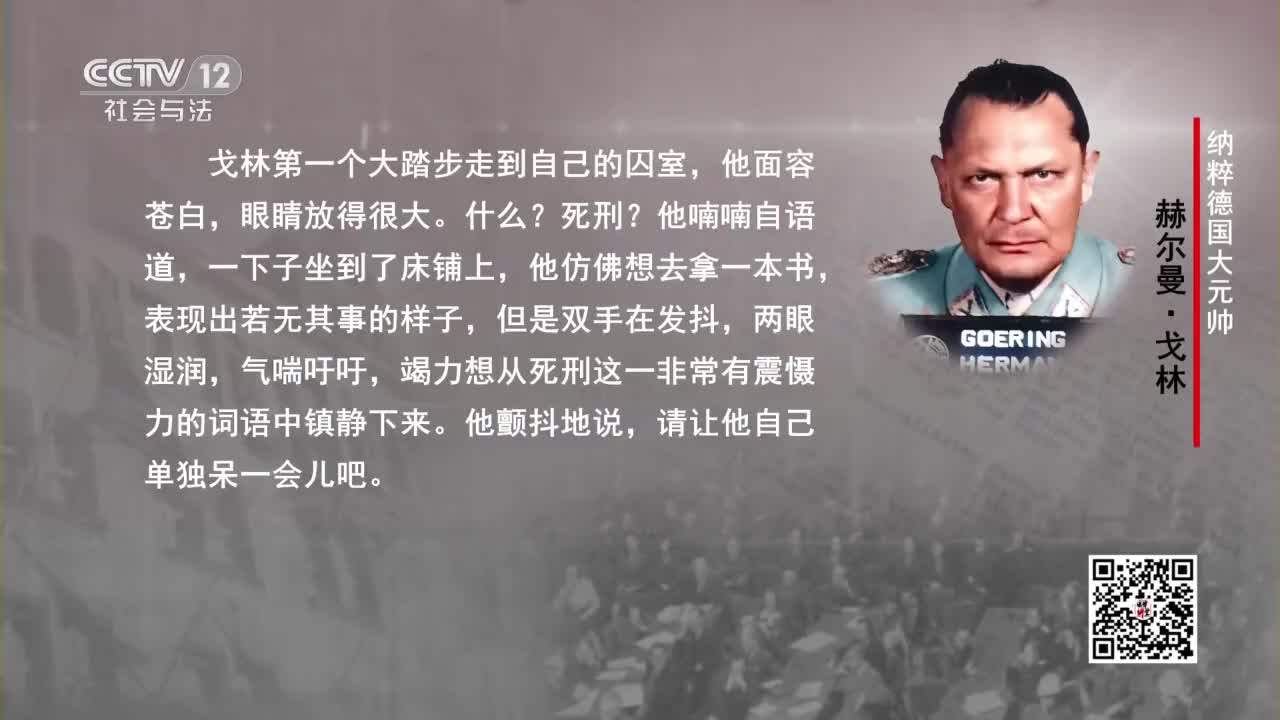 CCTV 12
社会与法
戈林第一个大踏步走到自己的囚室，他面容
苍白，眼睛放得很大。什么？死刑？他喃喃自语
道，一下子坐到了床铺上，他仿佛想去拿一本书，
表现出若无其事的样子，但是双手在发抖，两眼
湿润，气喘吁吁，竭力想从死刑这一非常有震慑
力的词语中镇静下来。他颤抖地说，请让他自己
单独呆一会儿吧。
GOERING
HERMAN
纳粹德国大元帅
赫尔曼·戈林